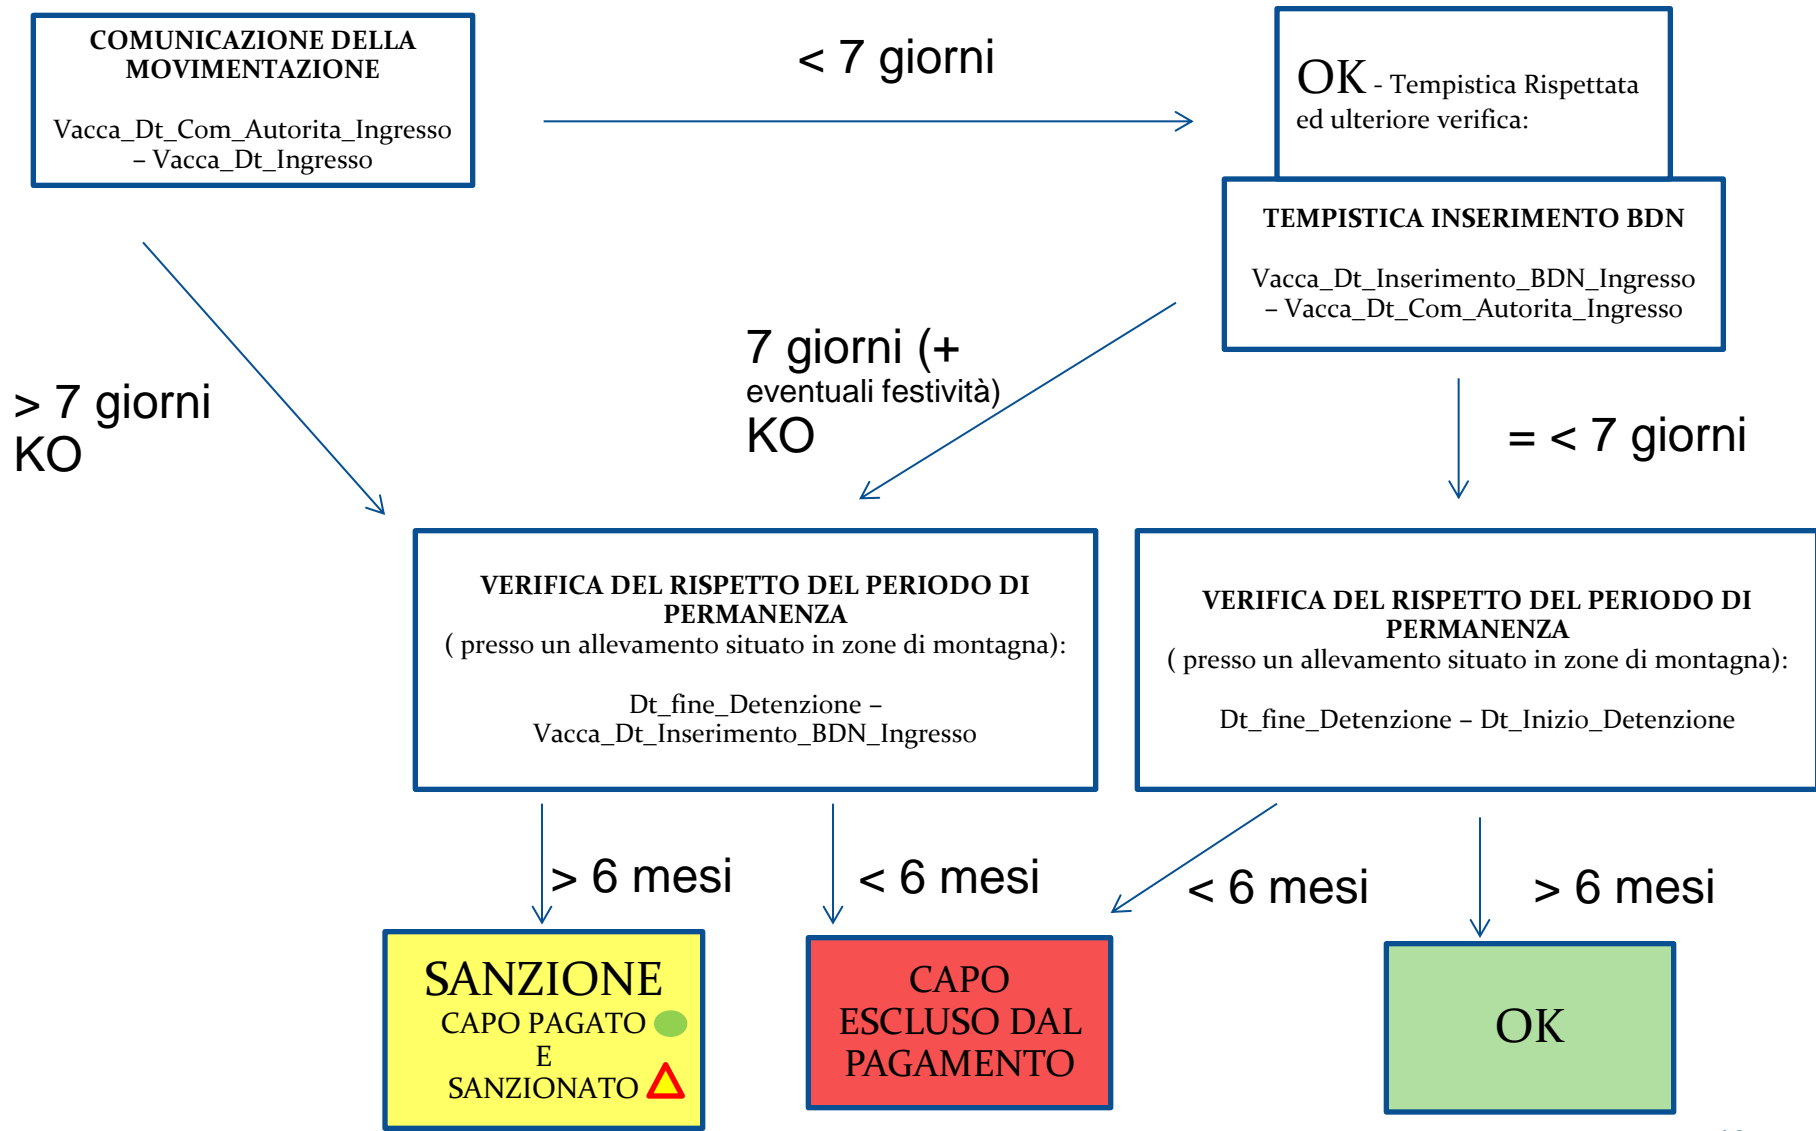 COMUNICAZIONE DELLA
MOVIMENTAZIONE
Vacca_Dt_Com_Autorita_Ingresso
– Vacca_Dt_Ingresso
< 7 giorni
OK - Tempistica Rispettata
ed ulteriore verifica:
TEMPISTICA INSERIMENTO BDN
Vacca_Dt_Inserimento_BDN_Ingresso
– Vacca_Dt_Com_Autorita_Ingresso
> 7 giorni
KO
7 giorni (+
eventuali festività)
KO
= < 7 giorni
VERIFICA DEL RISPETTO DEL PERIODO DI
PERMANENZA
( presso un allevamento situato in zone di montagna):
Dt_fine_Detenzione –
Vacca_Dt_Inserimento_BDN_Ingresso
VERIFICA DEL RISPETTO DEL PERIODO DI
PERMANENZA
( presso un allevamento situato in zone di montagna):
Dt_fine_Detenzione – Dt_Inizio_Detenzione
> 6 mesi
< 6 mesi
< 6 mesi
> 6 mesi
SANZIONE
CAPO PAGATO
E
SANZIONATO
CAPO
ESCLUSO DAL
PAGAMENTO
OK